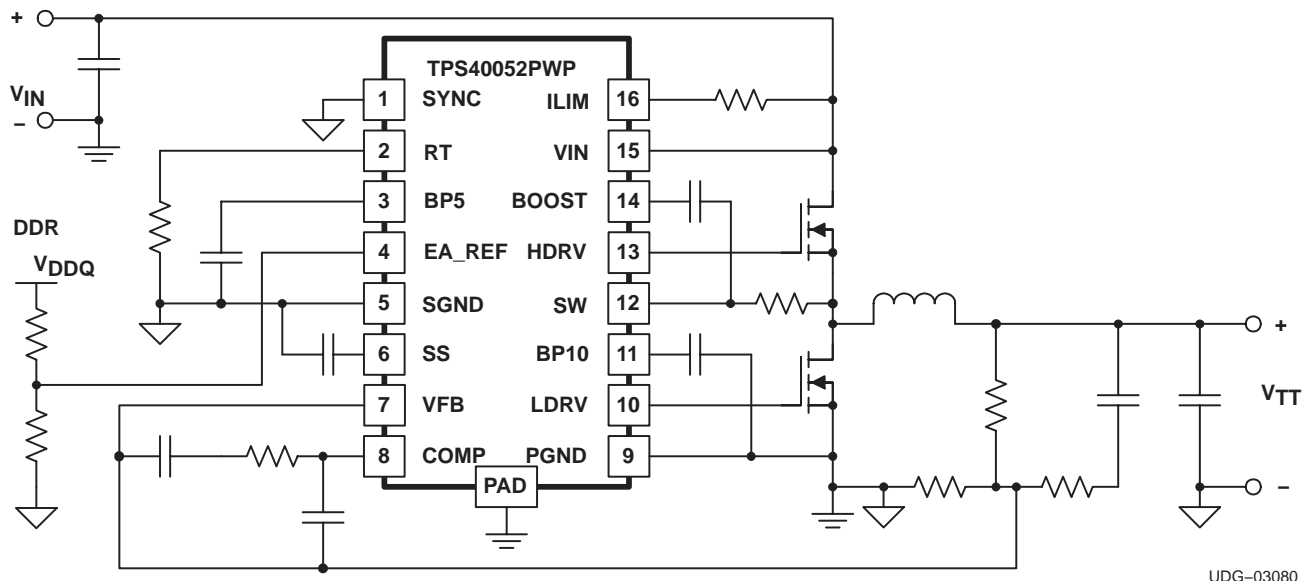 +
TPS40052PWP
VIN
–
1 SYNC ILIM 16
2 RT VIN 15
3 BP5 BOOST 14
DDR
4 EA_REF HDRV 13
VDDQ
5 SGND SW 12
+
6 SS BP10 11
VTT
7 VFB LDRV 10
8 COMP PGND 9
PAD
–
UDG–03080